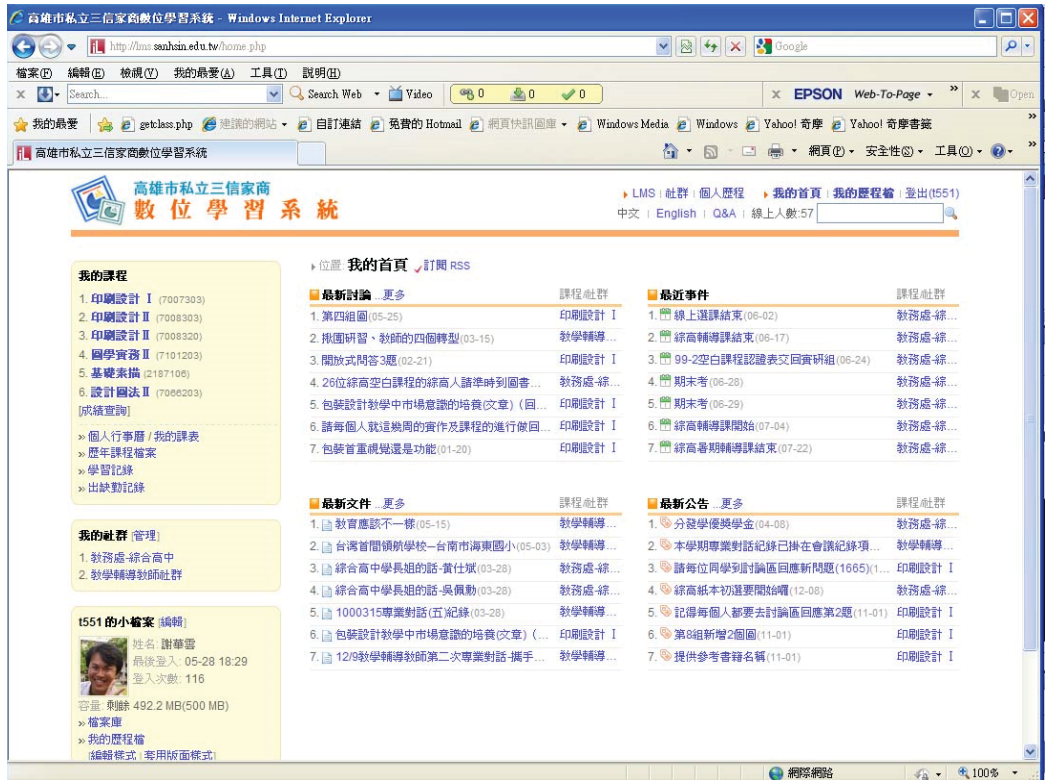 高雄市私立三信家商數位學習系統 - Windows Internet Explorer
http://lms.sanhsin.edu.tw/home.php
Google
檔案(F) 編輯(E) 檢視(V) 我的最愛(A) 工具(T) 說明(H)
Search... Search Web Video 0 0 0 EPSON Web-To-Page Open
我的最愛 getclass.php 建議的網站 自訂連結 免費的 Hotmail 網頁快訊圖庫 Windows Media Windows Yahoo! 奇摩 Yahoo! 奇摩書籤
高雄市私立三信家商數位學習系統
網頁(P) 安全性(S) 工具(O)
高雄市私立三信家商
數位學習系統
LMS | 社群 | 個人歷程 我的首頁 | 我的歷程檔 | 登出(t551)
中文 | English | Q&A | 線上人數:57
位置: 我的首頁 訂閱 RSS
我的課程
1. 印刷設計 I (7007303)
2. 印刷設計 II (7008303)
3. 印刷設計 II (7008320)
4. 圖學實務 II (7101203)
5. 基礎素描 (2187106)
6. 設計圖法 II (7066203)
[成績查詢]
» 個人行事曆 / 我的課表
» 歷年課程檔案
» 學習記錄
» 出缺勤記錄
我的社群 [管理]
1. 教務處-綜合高中
2. 教學輔導教師社群
t551 的小檔案 [編輯]
姓名: 謝華雲
最後登入: 05-28 18:29
登入次數: 116
容量: 剩餘 492.2 MB(500 MB)
» 檔案庫
» 我的歷程檔
[編輯樣式 | 套用版面樣式]
最新討論 ...更多 課程/社群
1. 第四組圖(05-25) 印刷設計 I
2. 揪團研習、教師的四個轉型(03-15) 教學輔導...
3. 開放式問答3題(02-21) 印刷設計 I
4. 26位綜高空白課程的綜高人請準時到圖書... 教務處-綜...
5. 包裝設計教學中市場意識的培養(文章)（回... 印刷設計 I
6. 請每個人就這幾周的實作及課程的進行做回... 印刷設計 I
7. 包裝首重視覺還是功能(01-20) 印刷設計 I
最近事件 課程/社群
1. 線上選課結束(06-02) 教務處-綜...
2. 綜高輔導課結束(06-17) 教務處-綜...
3. 99-2空白課程認證表交回實研組(06-24) 教務處-綜...
4. 期末考(06-28) 教務處-綜...
5. 期末考(06-29) 教務處-綜...
6. 綜高輔導課開始(07-04) 教務處-綜...
7. 綜高暑期輔導課結束(07-22) 教務處-綜...
最新文件 ...更多 課程/社群
1. 教育應該不一樣(05-15) 教學輔導...
2. 台灣首間領航學校─台南市海東國小(05-03) 教學輔導...
3. 綜合高中學長姐的話-黃仕斌(03-28) 教務處-綜...
4. 綜合高中學長姐的話-吳佩勳(03-28) 教務處-綜...
5. 1000315專業對話(五)紀錄(03-28) 教學輔導...
6. 包裝設計教學中市場意識的培養(文章)（... 印刷設計 I
7. 12/9教學輔導教師第二次專業對話-攜手... 教學輔導...
最新公告 ...更多 課程/社群
1. 分發學優獎學金(04-08) 教務處-綜...
2. 本學期專業對話紀錄已掛在會議紀錄項... 教學輔導...
3. 請每位同學到討論區回應新問題(1665)(1... 印刷設計 I
4. 綜高紙本初選要開始囉(12-08) 教務處-綜...
5. 記得每個人都要去討論區回應第2題(11-01) 印刷設計 I
6. 第8組新增2個圖(11-01) 印刷設計 I
7. 提供參考書籍名稱(11-01) 印刷設計 I
網際網路 100%